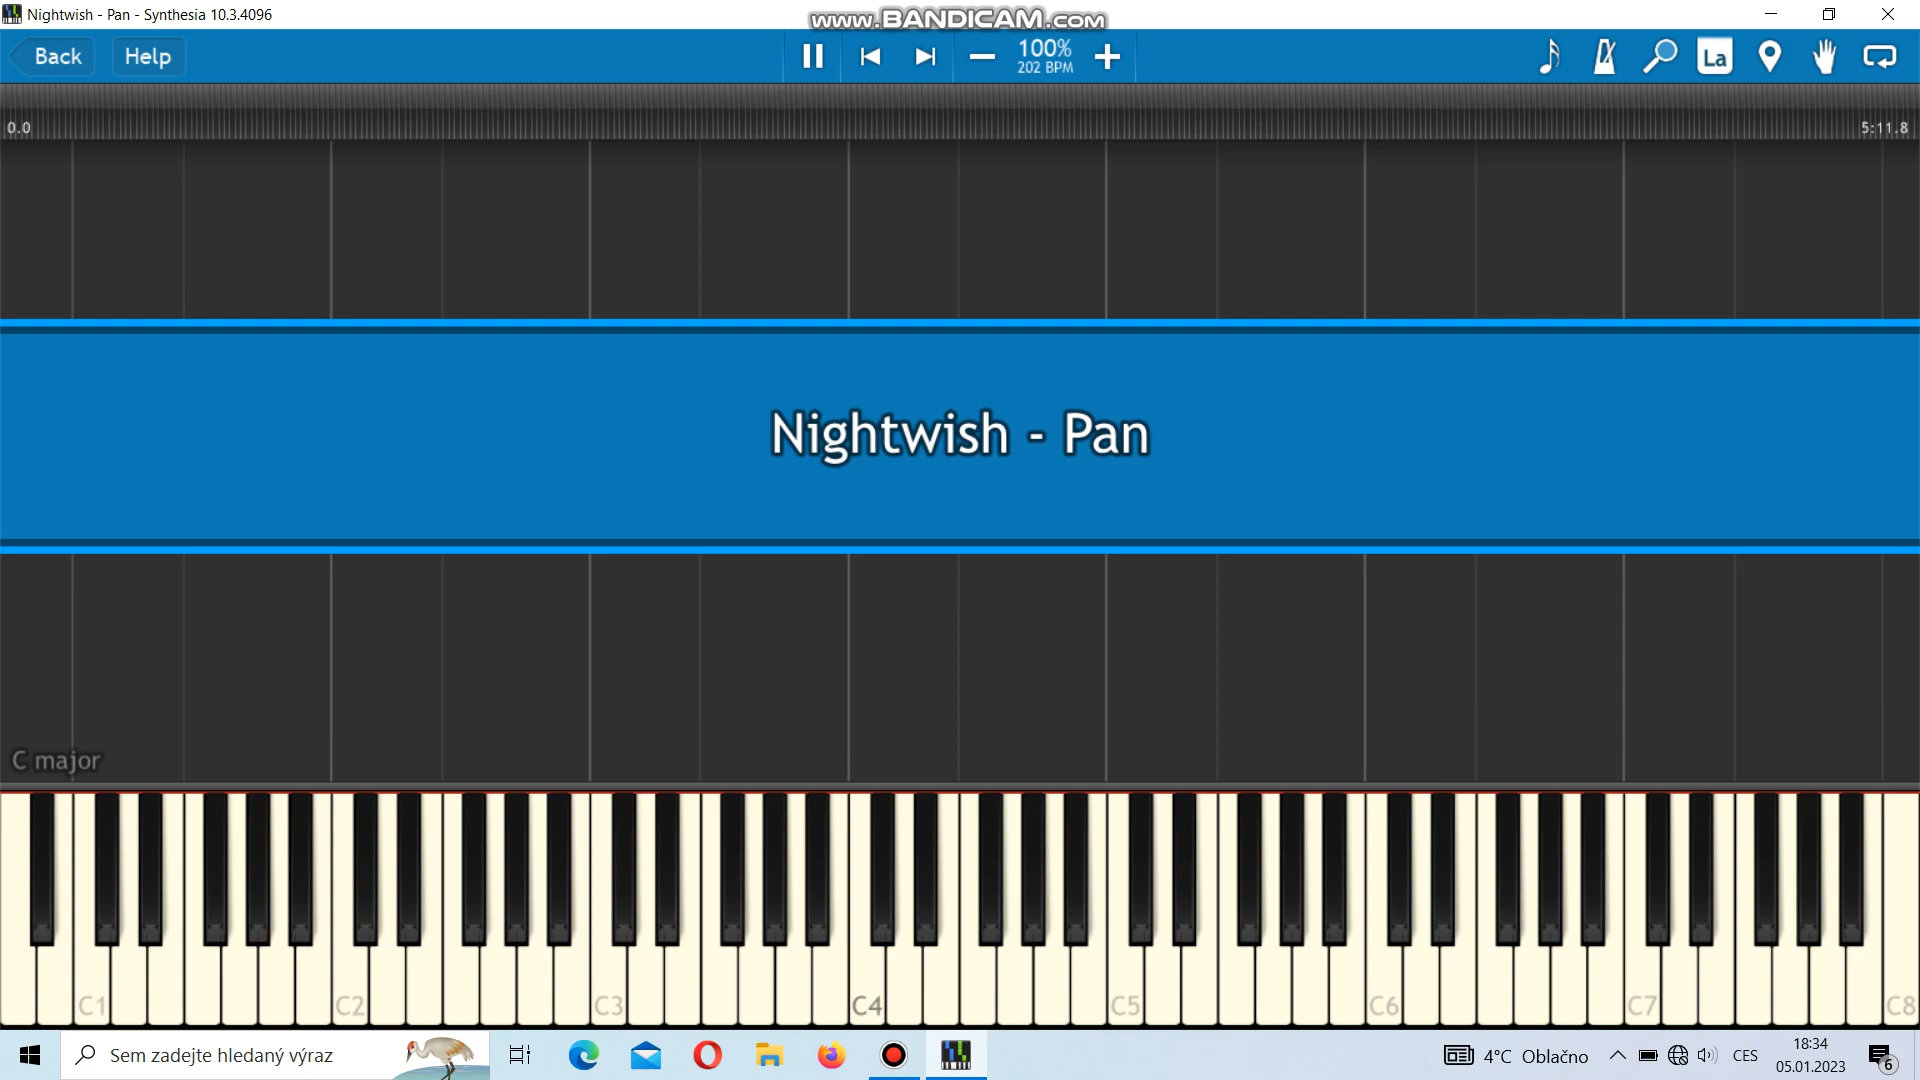 Nightwish - Pan - Synthesia 10.3.4096
www.BANDICAM.com
Back
Help
100%
202 BPM
La
0.0
5:11.8
Nightwish - Pan
C major
C1 C2 C3 C4 C5 C6 C7 C8
Sem zadejte hledaný výraz
4°C Oblačno
CES
18:34
05.01.2023
6